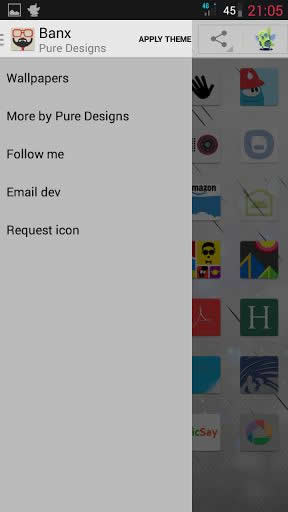 46 45 21:05
Banx
Pure Designs
APPLY THEME
Wallpapers
More by Pure Designs
Follow me
Email dev
Request icon
amazon
H
icSay